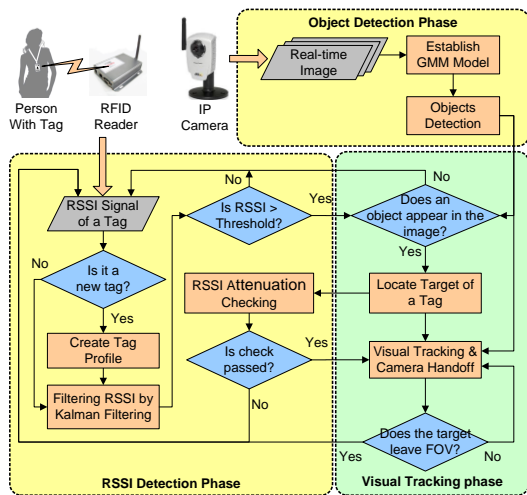 Object Detection Phase
Real-time
Image
Establish
GMM Model
Objects
Detection
Person
With Tag
RFID
Reader
IP
Camera
No
No
RSSI Signal
of a Tag
Is RSSI >
Threshold?
Yes
Does an
object appear in the
image?
No
Is it a
new tag?
Yes
RSSI Attenuation
Checking
Yes
Locate Target of
a Tag
Create Tag
Profile
Is check
passed?
Yes
Visual Tracking &
Camera Handoff
Filtering RSSI by
Kalman Filtering
No
Does the target
leave FOV?
Yes
No
RSSI Detection Phase
Visual Tracking phase